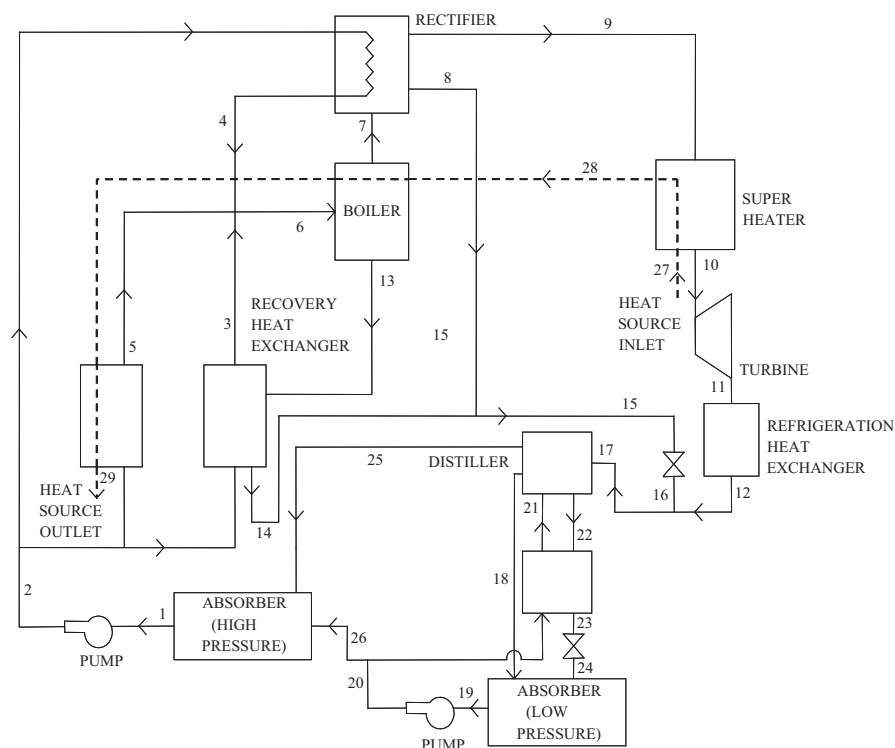 RECTIFIER
9
8
4
7
28
BOILER
6
SUPER
HEATER
27
10
13
RECOVERY
HEAT
EXCHANGER
HEAT
SOURCE
INLET
3
15
5
TURBINE
11
15
REFRIGERATION
HEAT
EXCHANGER
25
DISTILLER
17
29
HEAT
SOURCE
OUTLET
14
16
12
21
22
18
2
1
ABSORBER
(HIGH
PRESSURE)
26
23
24
PUMP
20
19
ABSORBER
(LOW
PRESSURE)
PUMP